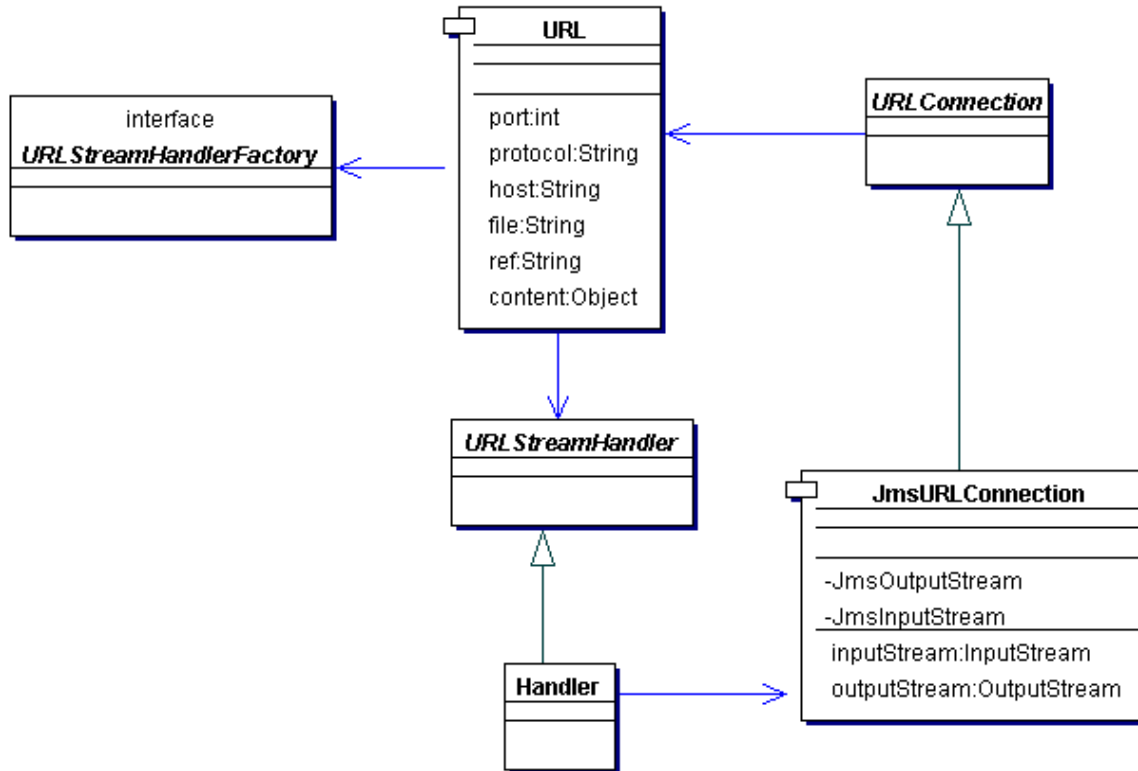 URL
port:int
protocol:String
host:String
file:String
ref:String
content:Object
interface
URLStreamHandlerFactory
URLConnection
URLStreamHandler
JmsURLConnection
-JmsOutputStream
-JmsInputStream
inputStream:InputStream
outputStream:OutputStream
Handler